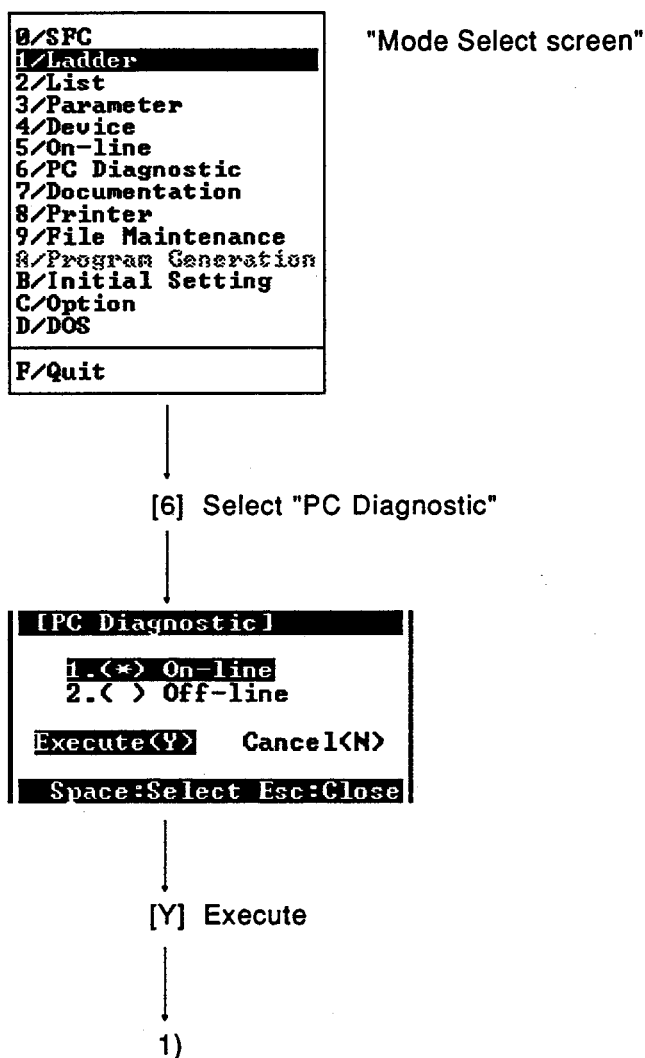 0/SFC
1/Ladder
2/List
3/Parameter
4/Device
5/On-line
6/PC Diagnostic
7/Documentation
8/Printer
9/File Maintenance
A/Program Generation
B/Initial Setting
C/Option
D/DOS
F/Quit
"Mode Select screen"
[6] Select "PC Diagnostic"
[PC Diagnostic]
1.(*) On-line
2.( ) Off-line
Execute(Y) Cancel(N)
Space:Select Esc:Close
[Y] Execute
1)